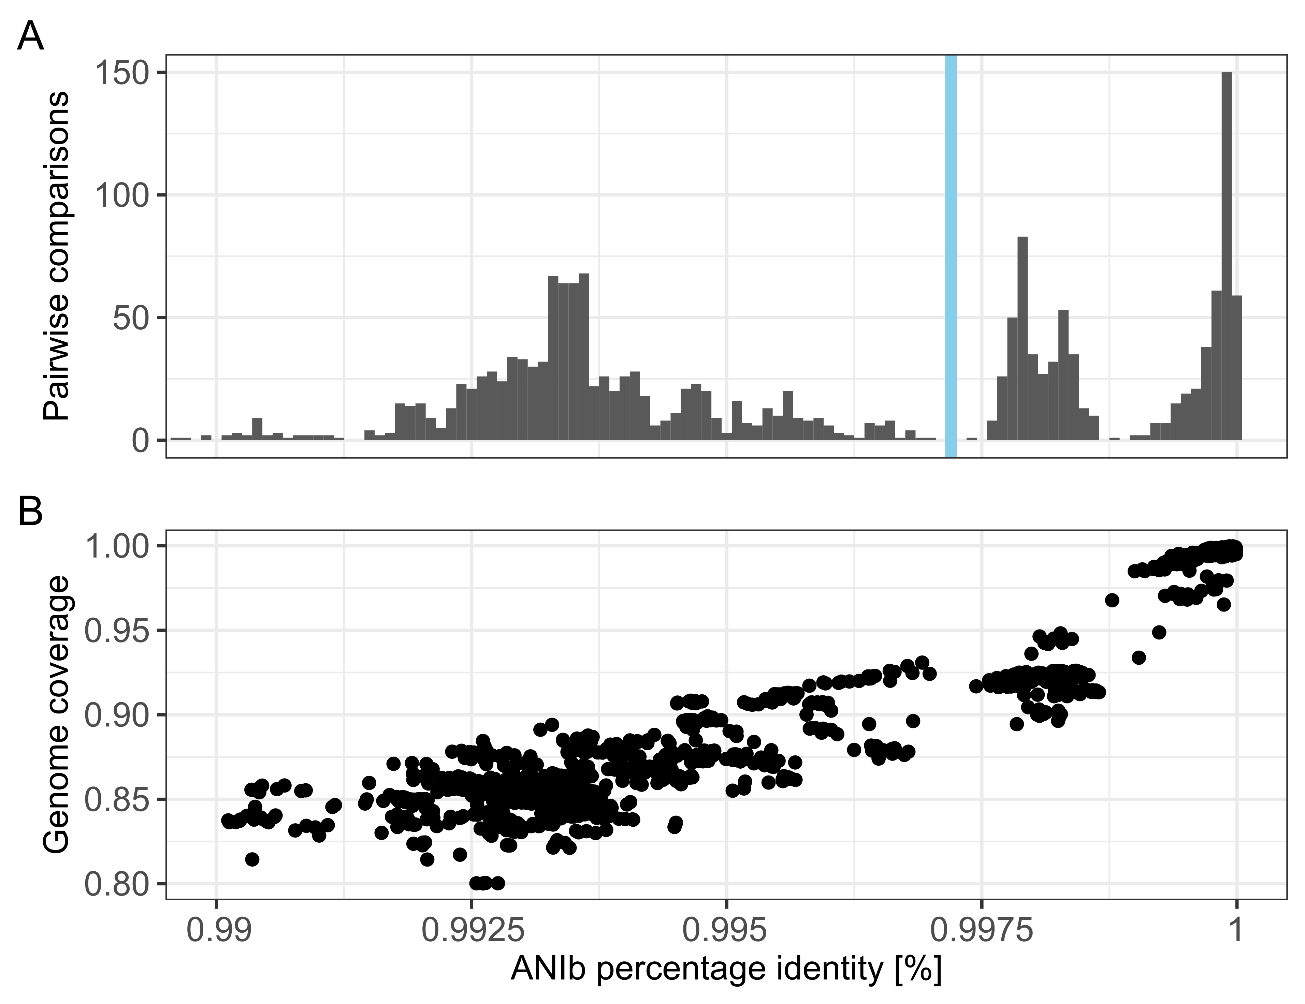 A
150
100
50
0
Pairwise comparisons
B
1.00
0.95
0.90
0.85
0.80
Genome coverage
0.99 0.9925 0.995 0.9975 1
ANIb percentage identity [%]